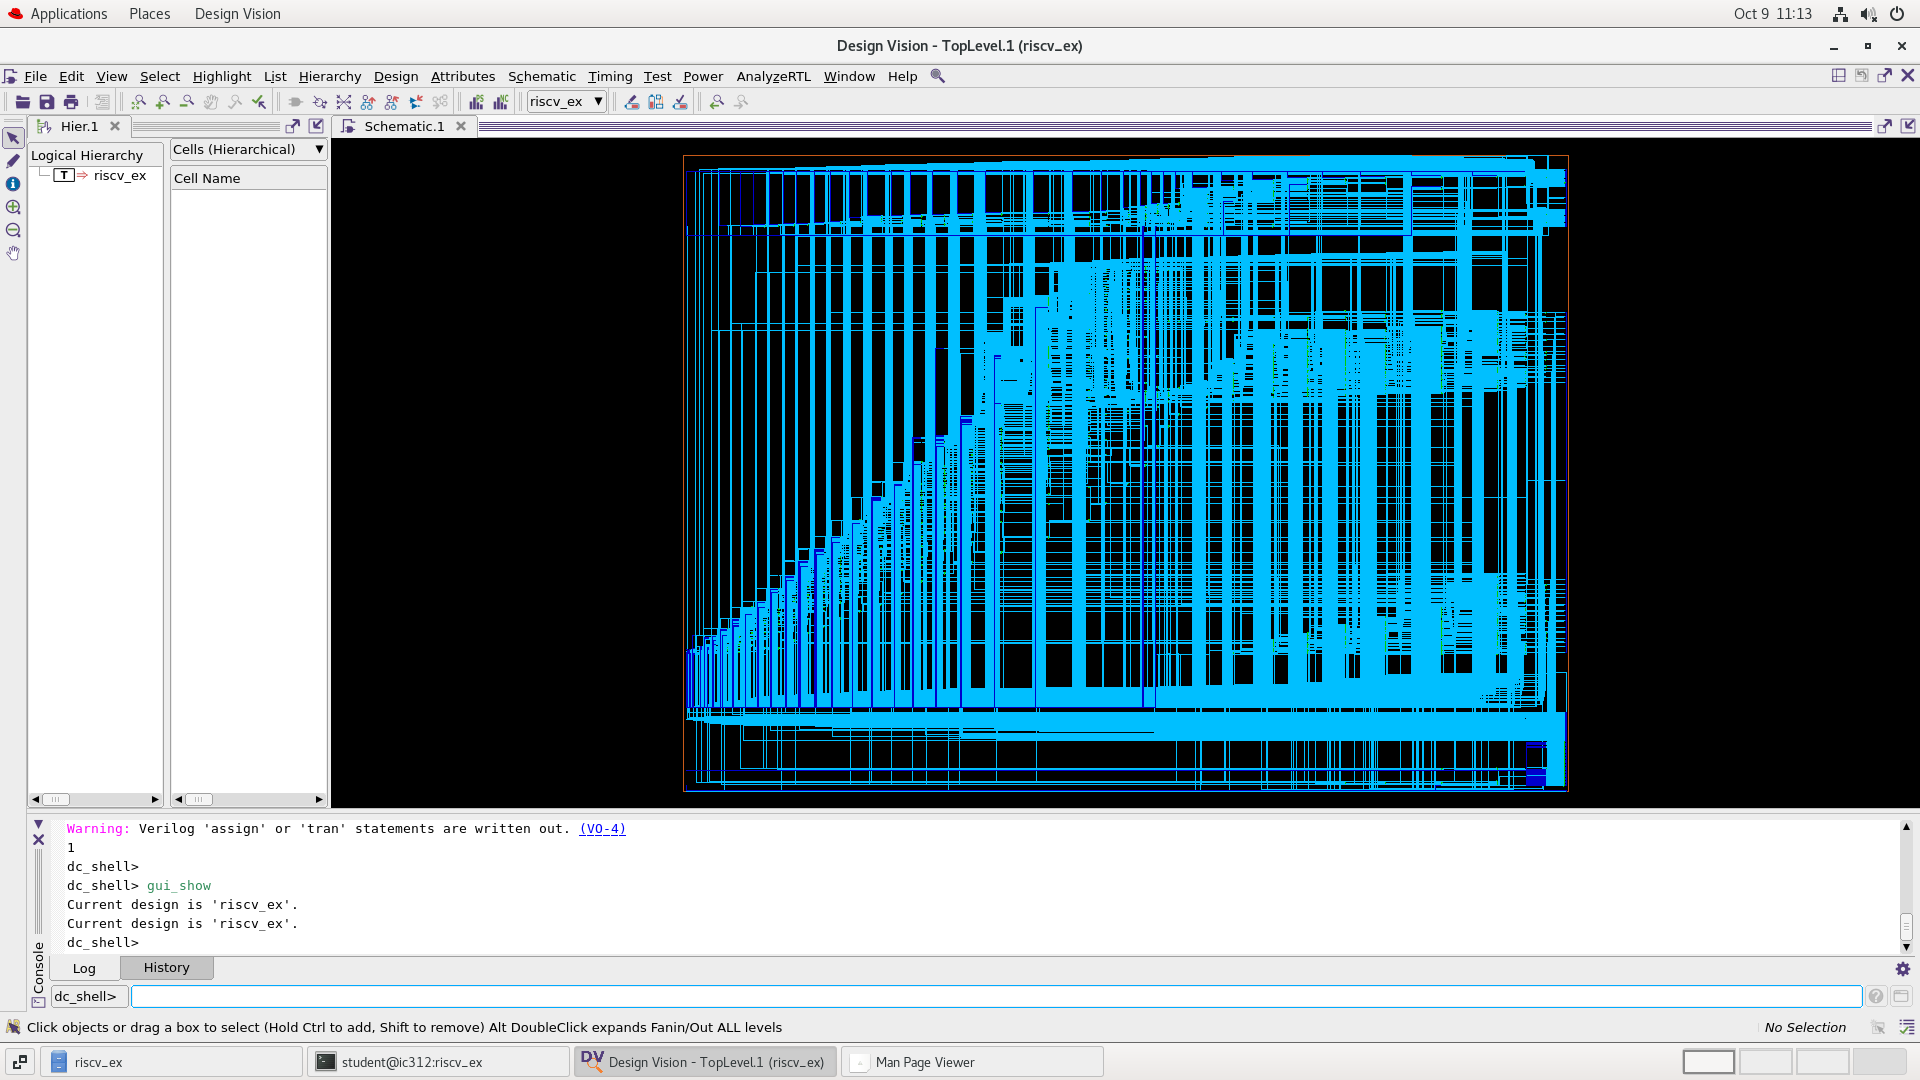 Applications Places Design Vision Oct 9 11:13
Design Vision - TopLevel.1 (riscv_ex)
File Edit View Select Highlight List Hierarchy Design Attributes Schematic Timing Test Power AnalyzeRTL Window Help
riscv_ex
Hier.1 Schematic.1
Logical Hierarchy Cells (Hierarchical)
T riscv_ex Cell Name
Warning: Verilog 'assign' or 'tran' statements are written out. (VO-4)
1
dc_shell>
dc_shell> gui_show
Current design is 'riscv_ex'.
Current design is 'riscv_ex'.
dc_shell>
Console
Log History
dc_shell>
Click objects or drag a box to select (Hold Ctrl to add, Shift to remove) Alt DoubleClick expands Fanin/Out ALL levels No Selection
riscv_ex student@ic312:riscv_ex DV Design Vision - TopLevel.1 (riscv_ex) Man Page Viewer